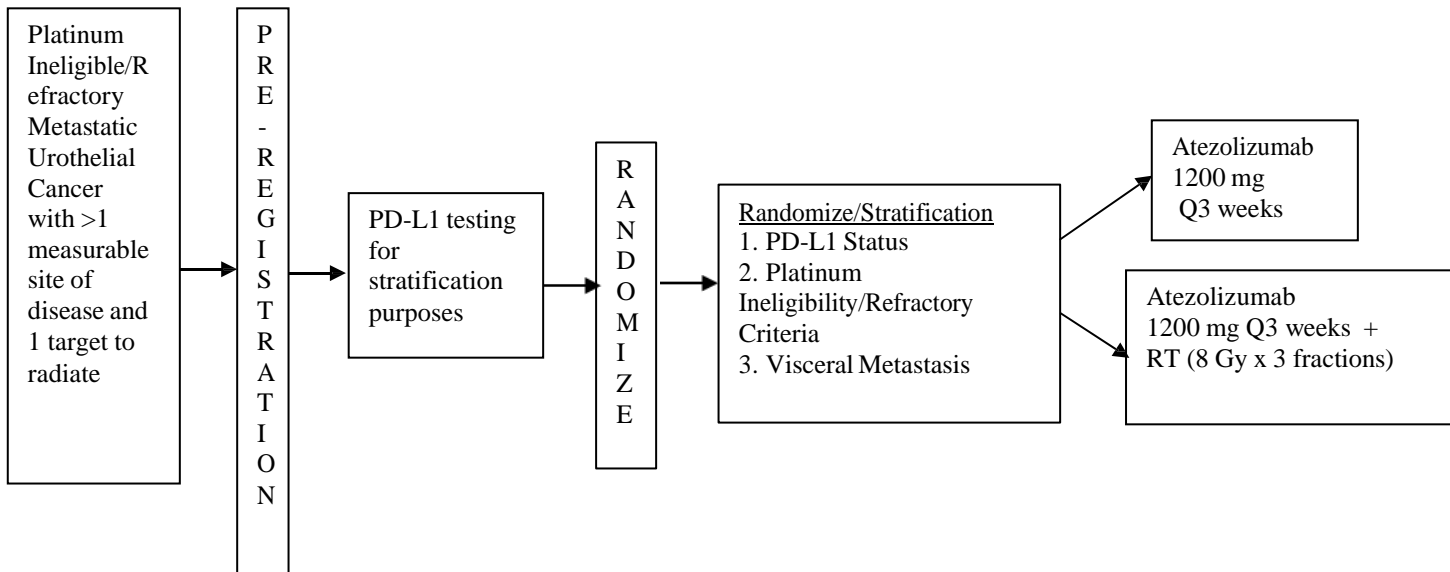 Platinum
Ineligible/R
efractory
Metastatic
Urothelial
Cancer
with >1
measurable
site of
disease and
1 target to
radiate
P
R
E
-
R
E
G
I
S
T
R
A
T
I
O
N
PD-L1 testing
for
stratification
purposes
R
A
N
D
O
M
I
Z
E
Randomize/Stratification
1. PD-L1 Status
2. Platinum
Ineligibility/Refractory
Criteria
3. Visceral Metastasis
Atezolizumab
1200 mg
Q3 weeks
Atezolizumab
1200 mg Q3 weeks +
RT (8 Gy x 3 fractions)